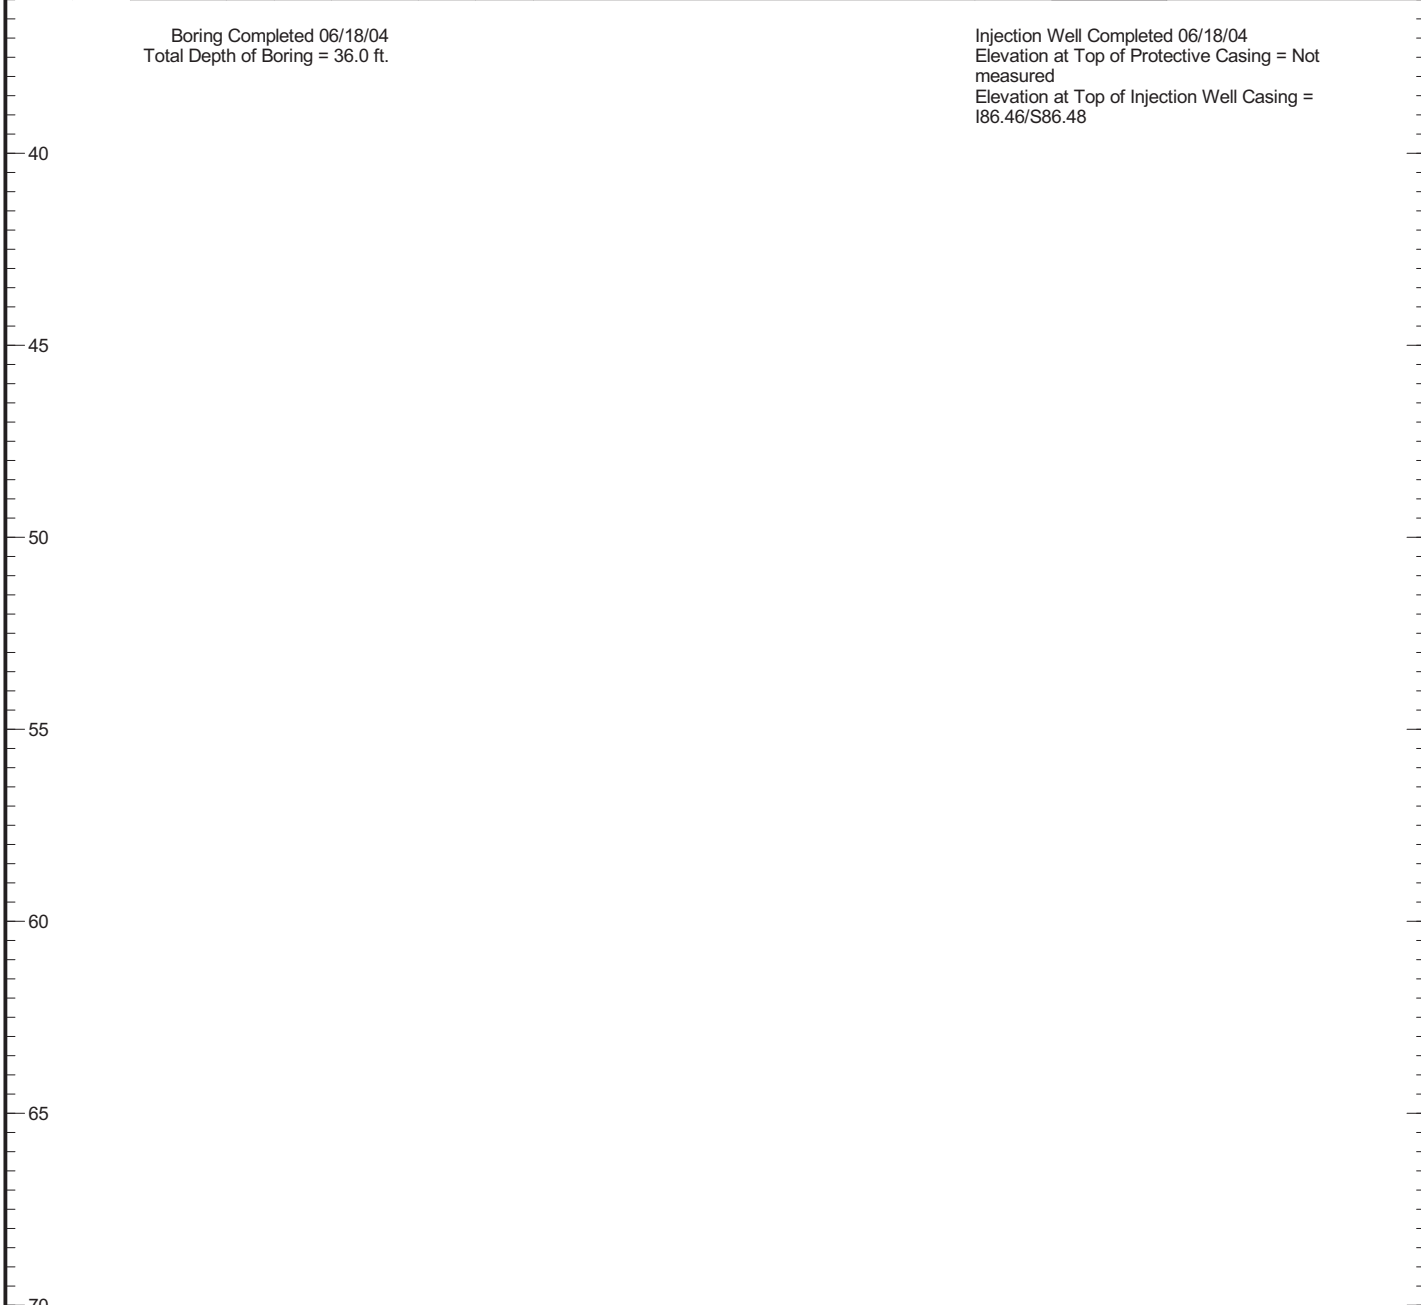 Boring Completed 06/18/04
Total Depth of Boring = 36.0 ft.
Injection Well Completed 06/18/04
Elevation at Top of Protective Casing = Not
measured
Elevation at Top of Injection Well Casing =
I86.46/S86.48
40
45
50
55
60
65
70